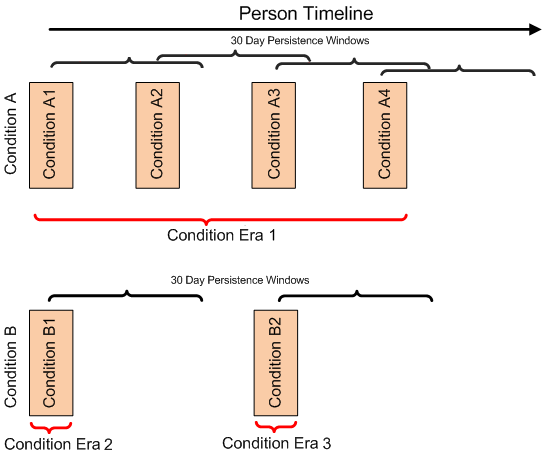 Person Timeline
30 Day Persistence Windows
Condition A
Condition A1
Condition A2
Condition A3
Condition A4
Condition Era 1
30 Day Persistence Windows
Condition B
Condition B1
Condition B2
Condition Era 2
Condition Era 3